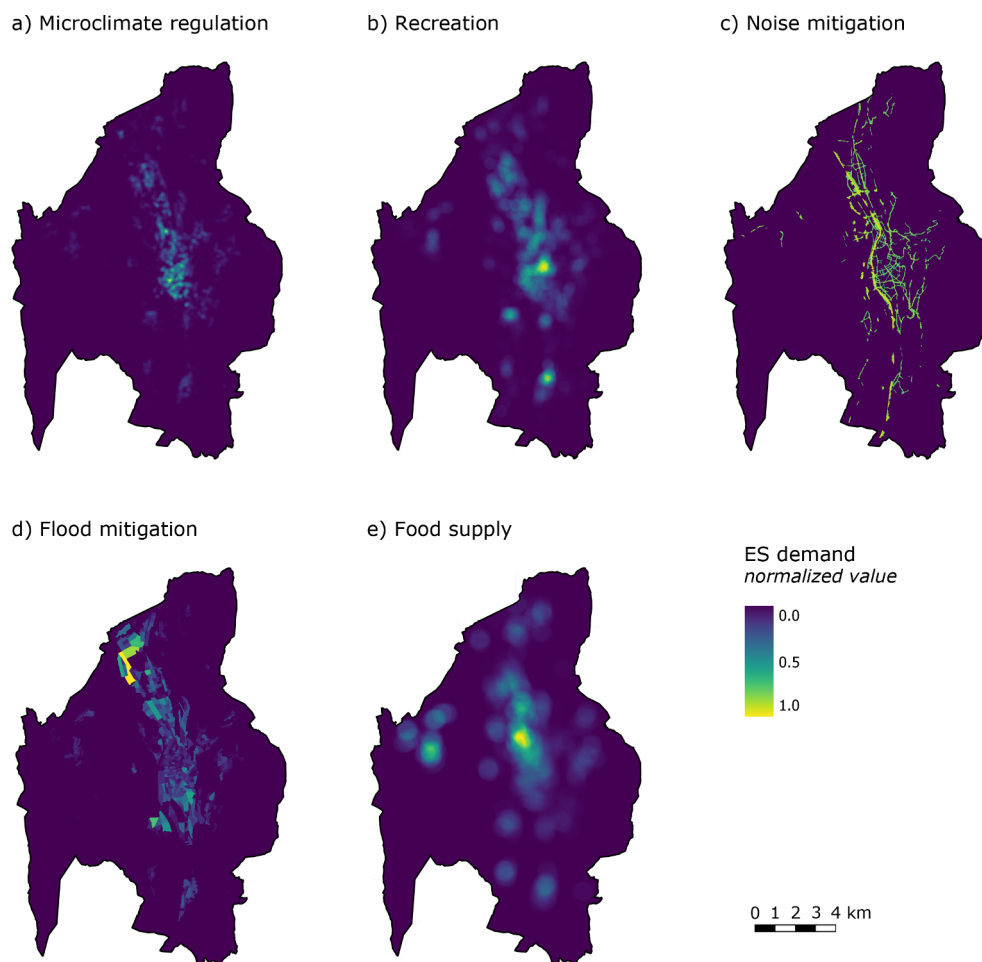 a) Microclimate regulation
b) Recreation
c) Noise mitigation
d) Flood mitigation
e) Food supply
ES demand
normalized value
0.0
0.5
1.0
0 1 2 3 4 km